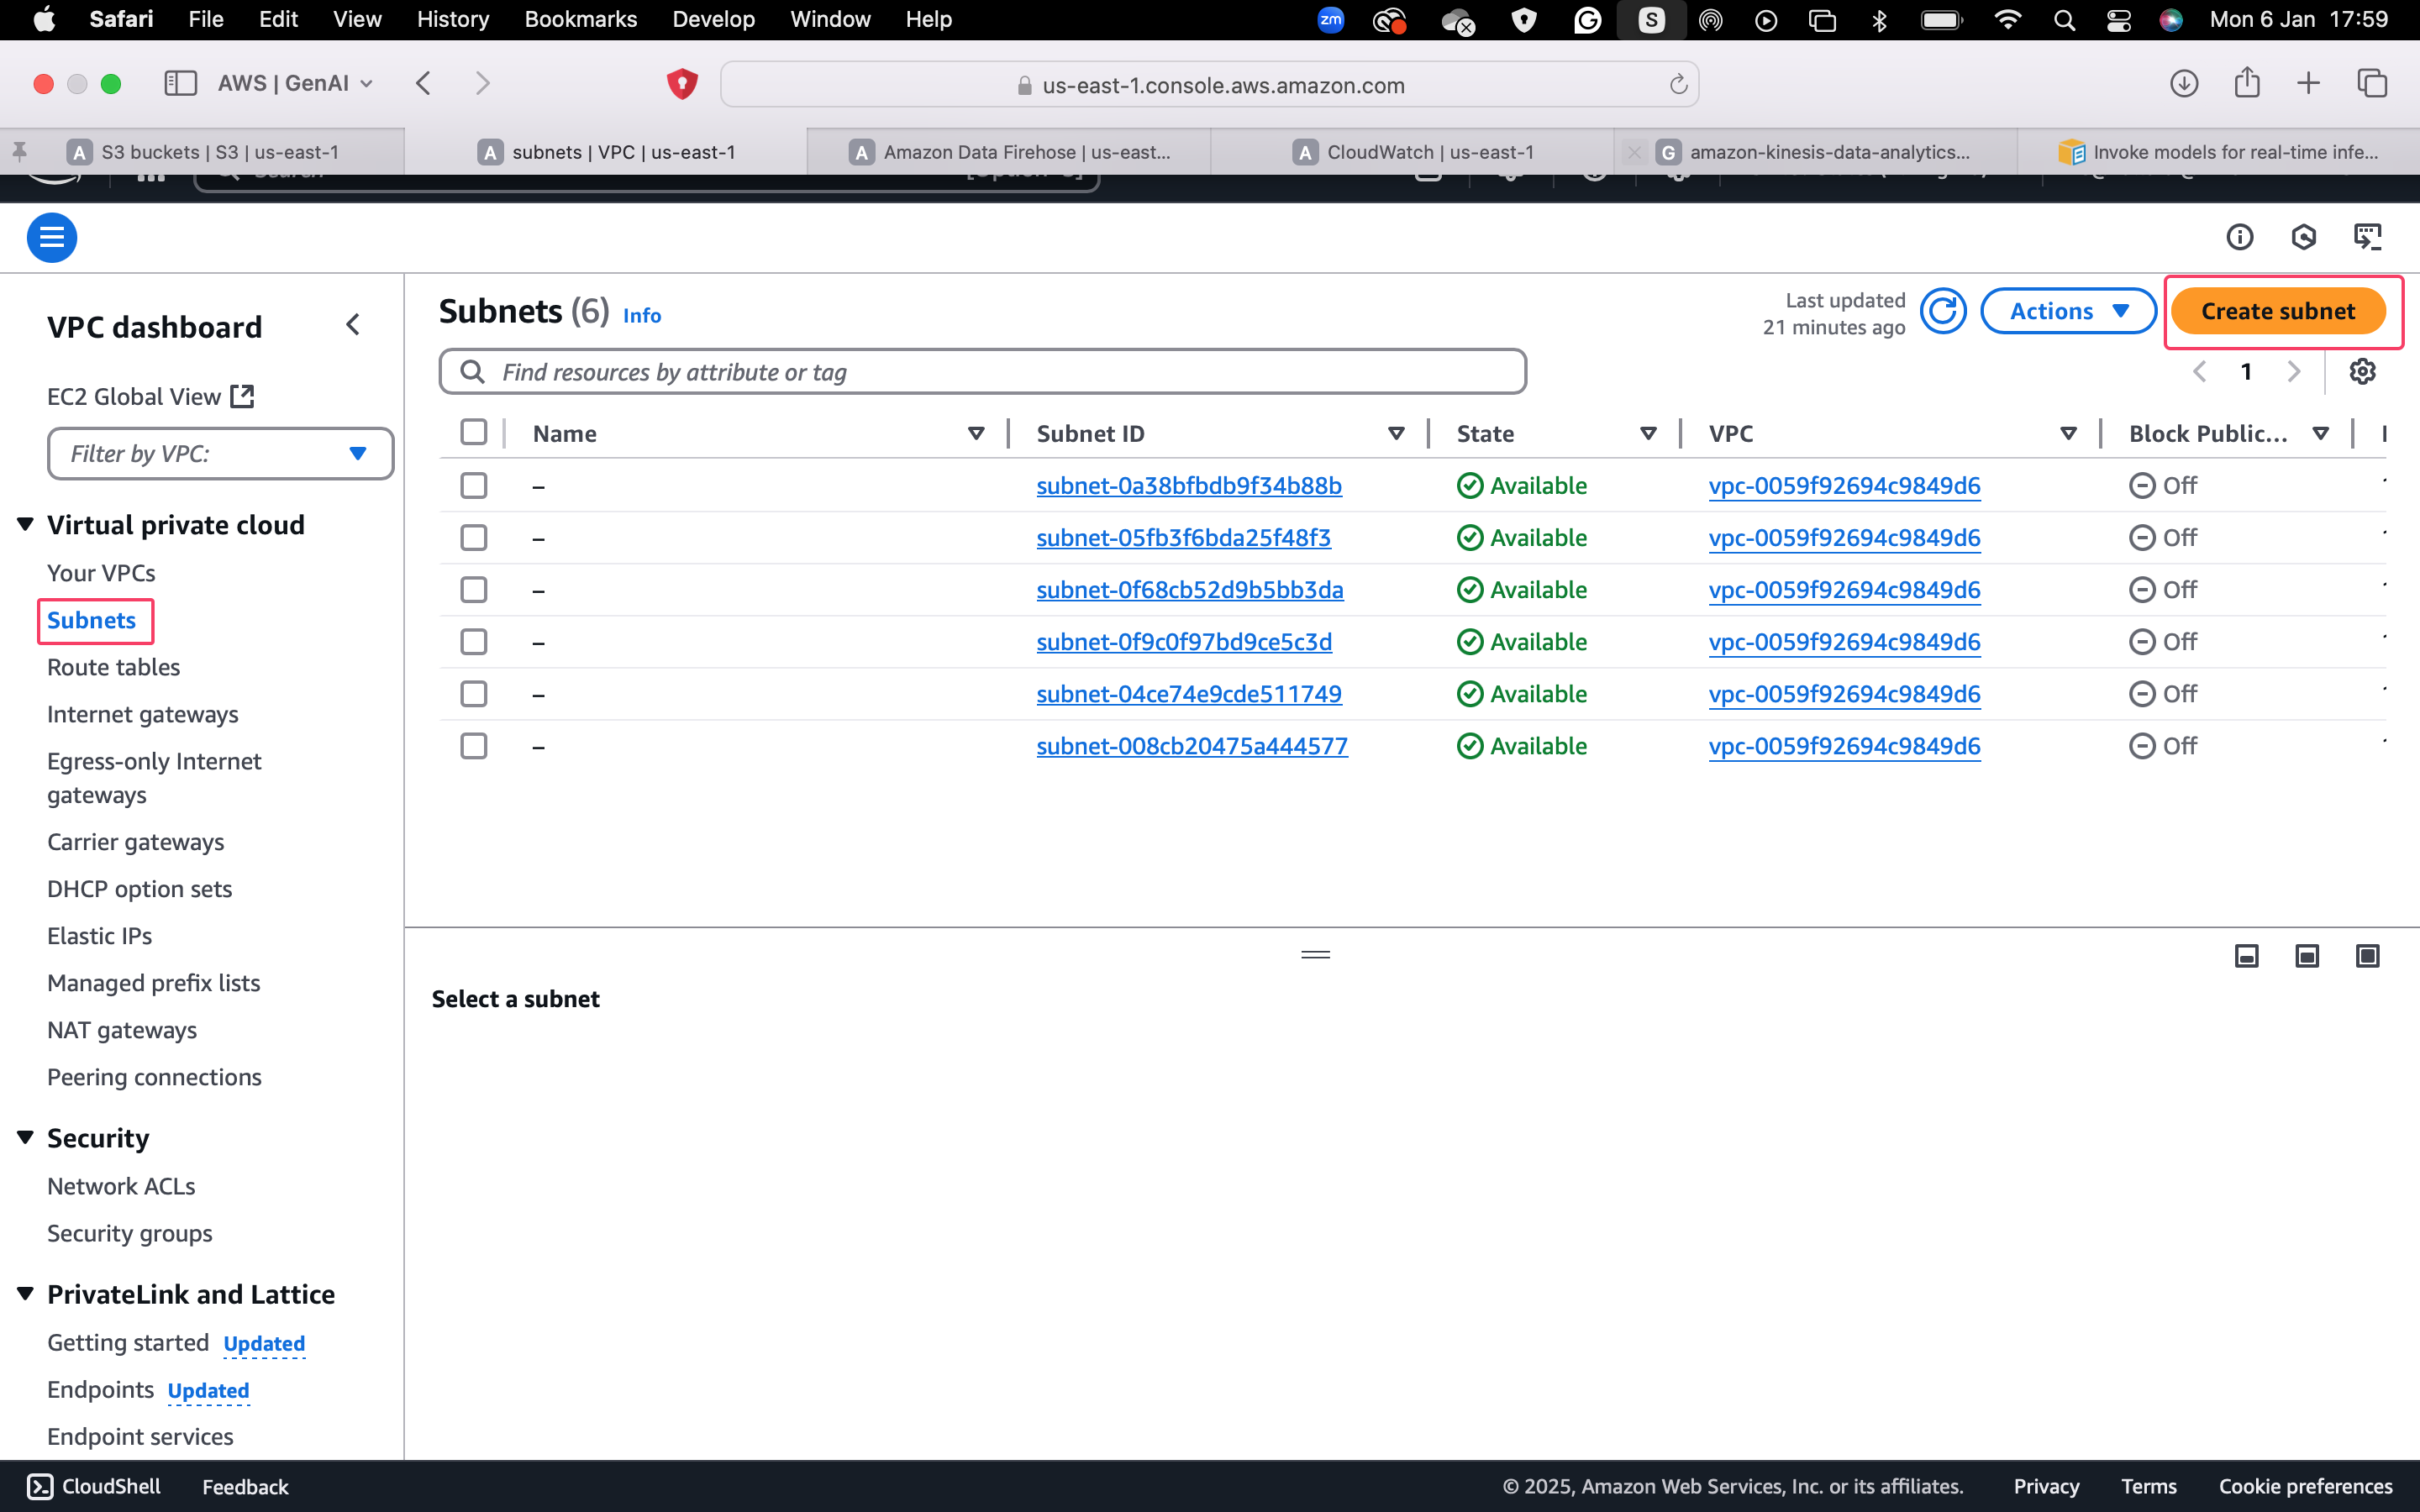 Safari File Edit View History Bookmarks Develop Window Help zm S Mon 6 Jan 17:59
AWS | GenAI us-east-1.console.aws.amazon.com
A S3 buckets | S3 | us-east-1 A subnets | VPC | us-east-1 A Amazon Data Firehose | us-east... A CloudWatch | us-east-1 G amazon-kinesis-data-analytics... Invoke models for real-time infe...
VPC dashboard
EC2 Global View
Filter by VPC:
Virtual private cloud
Your VPCs
Subnets
Route tables
Internet gateways
Egress-only Internet
gateways
Carrier gateways
DHCP option sets
Elastic IPs
Managed prefix lists
NAT gateways
Peering connections
Security
Network ACLs
Security groups
PrivateLink and Lattice
Getting started Updated
Endpoints Updated
Endpoint services
Subnets (6) Info
Last updated
21 minutes ago
Actions
Create subnet
Find resources by attribute or tag
1
Name Subnet ID State VPC Block Public...
– subnet-0a38bfbdb9f34b88b Available vpc-0059f92694c9849d6 Off
– subnet-05fb3f6bda25f48f3 Available vpc-0059f92694c9849d6 Off
– subnet-0f68cb52d9b5bb3da Available vpc-0059f92694c9849d6 Off
– subnet-0f9c0f97bd9ce5c3d Available vpc-0059f92694c9849d6 Off
– subnet-04ce74e9cde511749 Available vpc-0059f92694c9849d6 Off
– subnet-008cb20475a444577 Available vpc-0059f92694c9849d6 Off
Select a subnet
CloudShell Feedback © 2025, Amazon Web Services, Inc. or its affiliates. Privacy Terms Cookie preferences